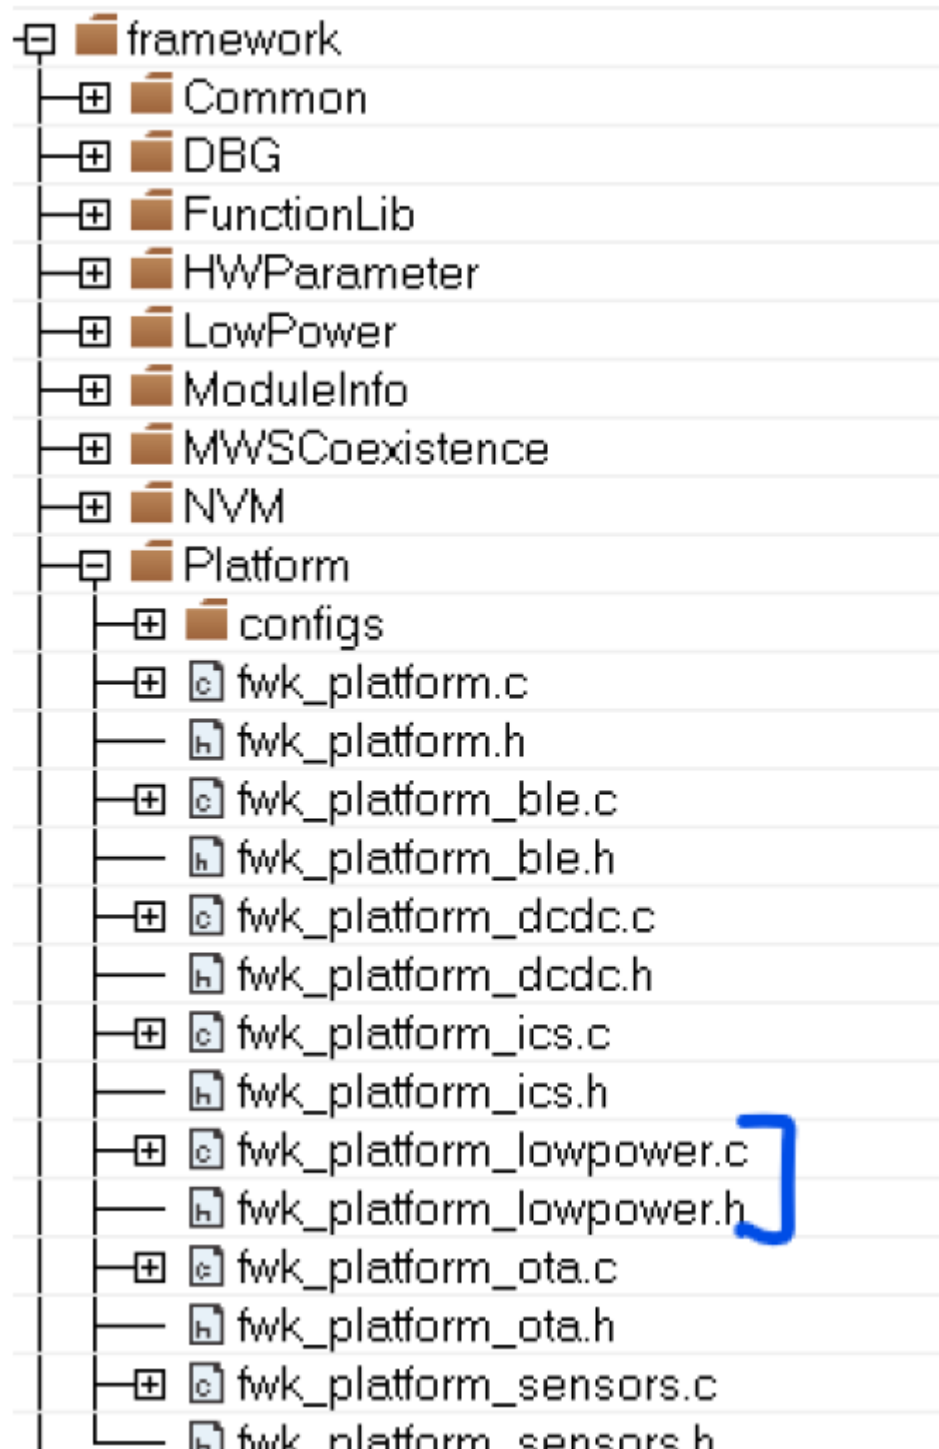 framework
Common
DBG
FunctionLib
HWParameter
LowPower
ModuleInfo
MWSCoexistence
NVM
Platform
configs
fwk_platform.c
fwk_platform.h
fwk_platform_ble.c
fwk_platform_ble.h
fwk_platform_dcdc.c
fwk_platform_dcdc.h
fwk_platform_ics.c
fwk_platform_ics.h
fwk_platform_lowpower.c
fwk_platform_lowpower.h
fwk_platform_ota.c
fwk_platform_ota.h
fwk_platform_sensors.c
fwk_platform_sensors.h